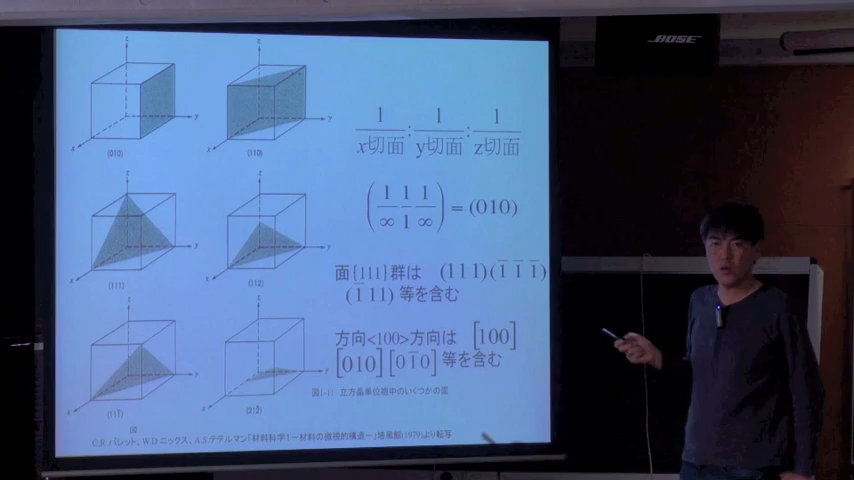 BOSE
z
y
x
(010)
z
y
x
(110)
z
y
x
(111)
z
y
x
(112)
z
y
x
(11̅1̅)
z
y
x
1/x切面 : 1/y切面 : 1/z切面
(1/∞ 1/1 1/∞) = (010)
面{111}群は (111)(1̅ 1̅ 1̅)
(1̅11) 等を含む
方向<100>方向は [100]
[010] [01̅0] 等を含む
図1-11 立方晶単位胞中のいくつかの面
図
C.R. バレット、W.D.ニックス、A.S.テテルマン「材料科学1－材料の微視的構造－」培風館(1979)より転写